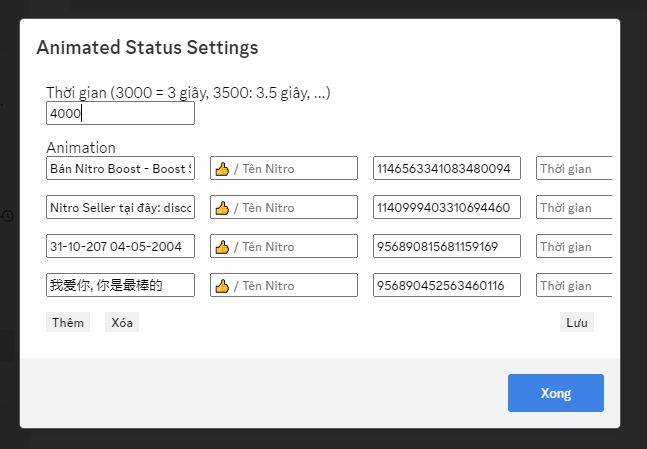 Animated Status Settings
Thời gian (3000 = 3 giây, 3500: 3.5 giây, ...)
4000
Animation
Bán Nitro Boost - Boost S 👍 / Tên Nitro 1146563341083480094 Thời gian
Nitro Seller tại đây: disco 👍 / Tên Nitro 1140999403310694460 Thời gian
31-10-207 04-05-2004 👍 / Tên Nitro 956890815681159169 Thời gian
我爱你, 你是最棒的 👍 / Tên Nitro 956890452563460116 Thời gian
Thêm Xóa Lưu
Xong